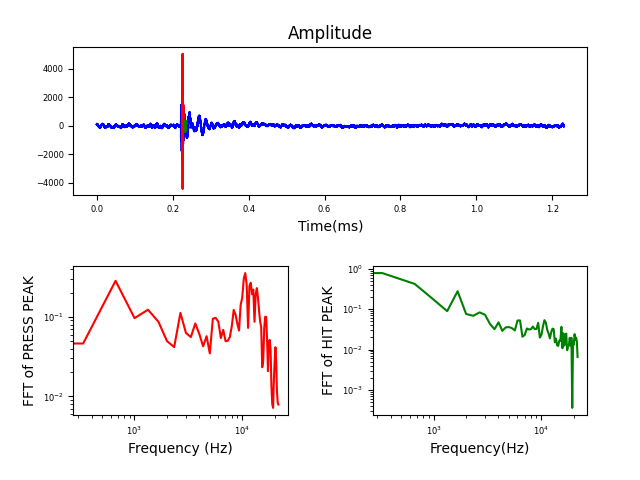 Amplitude
4000
2000
0
−2000
−4000
0.0 0.2 0.4 0.6 0.8 1.0 1.2
Time(ms)
FFT of PRESS PEAK
10⁻¹
10⁻²
10³ 10⁴
Frequency (Hz)
FFT of HIT PEAK
10⁰
10⁻¹
10⁻²
10⁻³
10³ 10⁴
Frequency(Hz)